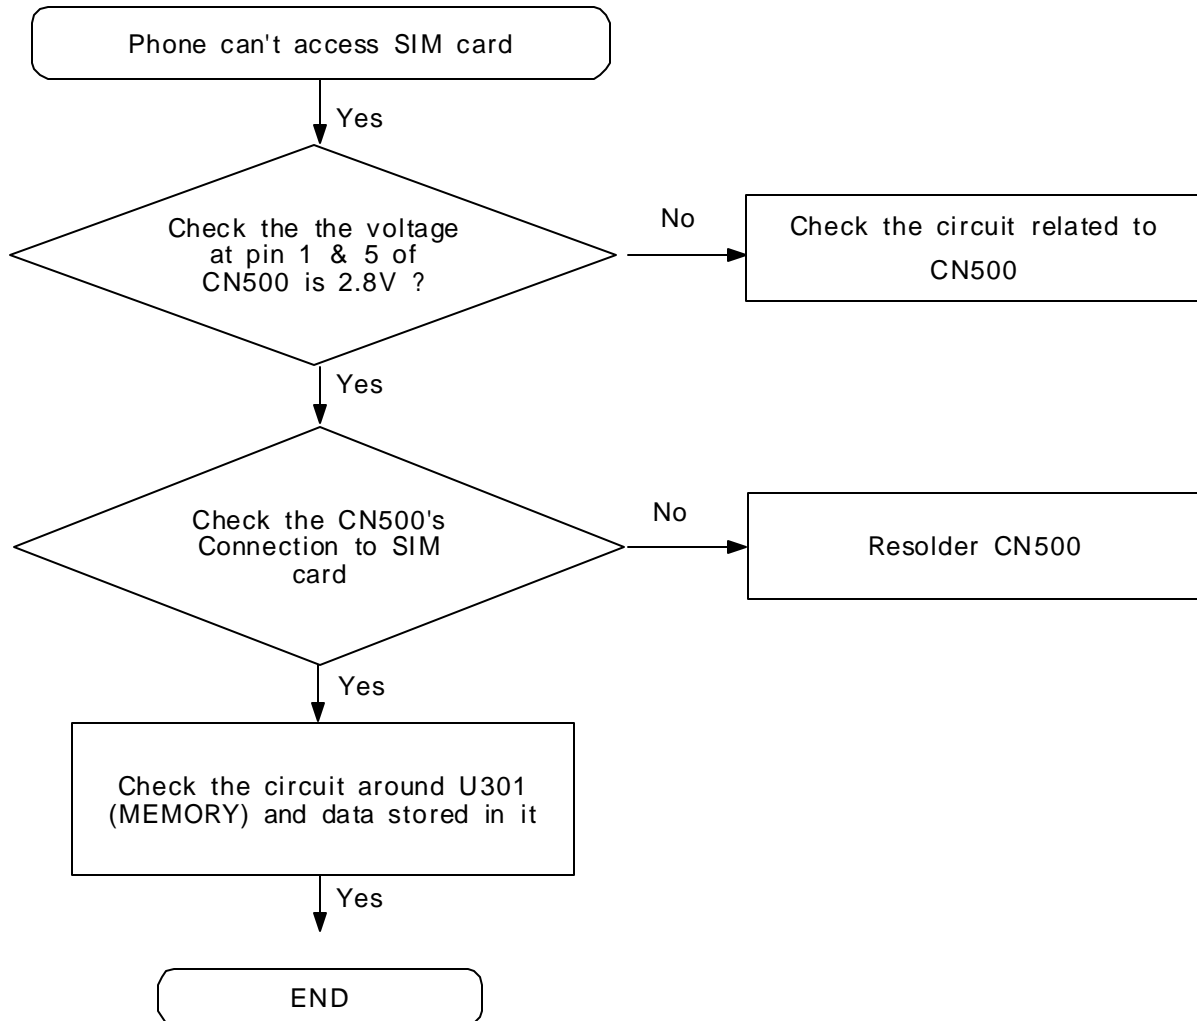 Phone can't access SIM card
Yes
Check the the voltage
at pin 1 & 5 of
CN500 is 2.8V ?
No
Check the circuit related to
CN500
Yes
Check the CN500's
Connection to SIM
card
No
Resolder CN500
Yes
Check the circuit around U301
(MEMORY) and data stored in it
Yes
END